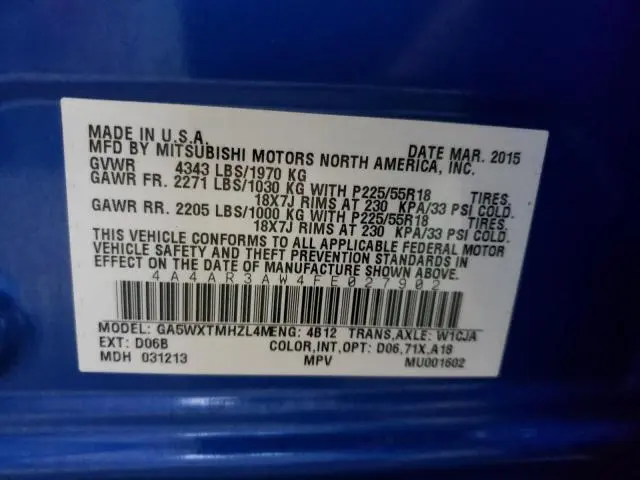 MADE IN U.S.A. DATE MAR. 2015
MFD BY MITSUBISHI MOTORS NORTH AMERICA, INC.
GVWR 4343 LBS/1970 KG
GAWR FR. 2271 LBS/1030 KG WITH P225/55R18 TIRES.
18X7J RIMS AT 230 KPA/33 PSI COLD.
GAWR RR. 2205 LBS/1000 KG WITH P225/55R18 TIRES.
18X7J RIMS AT 230 KPA/33 PSI COLD.
THIS VEHICLE CONFORMS TO ALL APPLICABLE FEDERAL MOTOR
VEHICLE SAFETY AND THEFT PREVENTION STANDARDS IN
EFFECT ON THE DATE OF MANUFACTURE SHOWN ABOVE.
4A4AR3AW4FE027902
MODEL: GA5WXTMHZL4M ENG: 4B12 TRANS,AXLE: W1CJA
EXT: D06B COLOR,INT,OPT: D06,71X,A18
MDH 031213 MPV MU001602